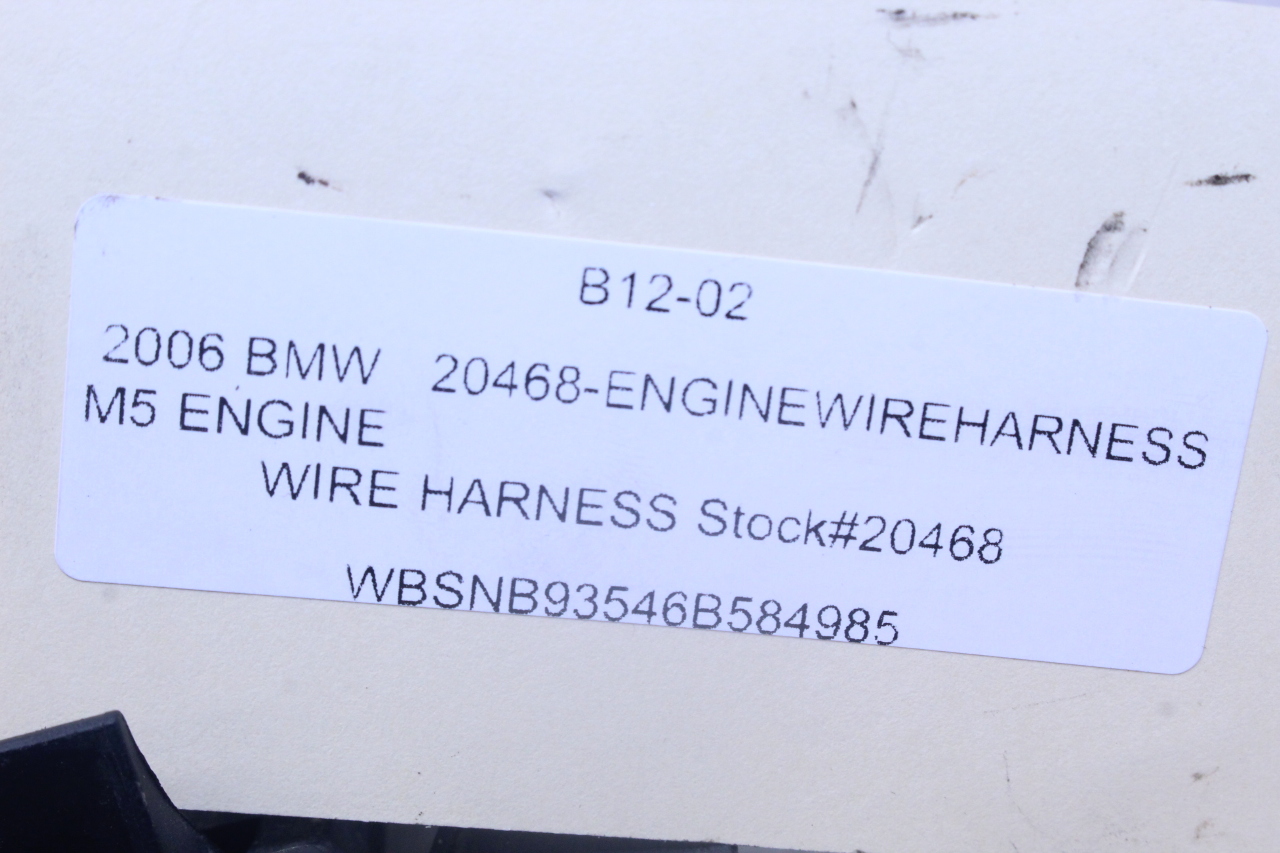 B12-02
2006 BMW 20468-ENGINEWIREHARNESS
M5 ENGINE
WIRE HARNESS Stock#20468
WBSNB93546B584985